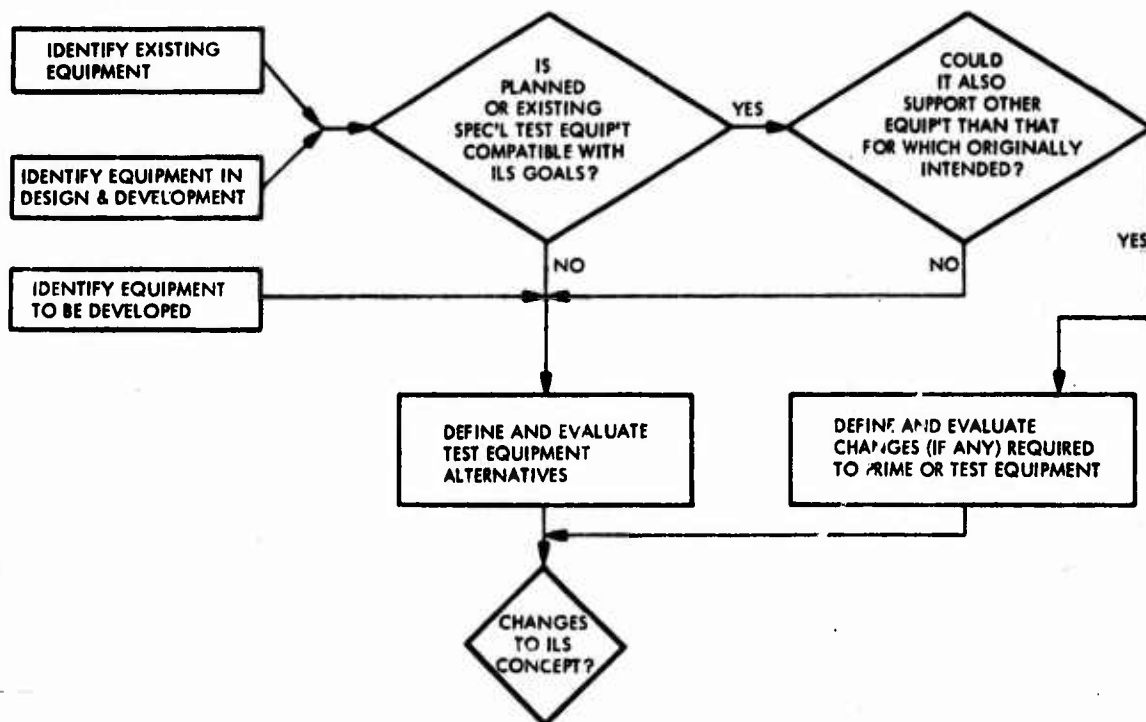 IDENTIFY EXISTING
EQUIPMENT
IS
PLANNED
OR EXISTING
SPEC'L TEST EQUIP'T
COMPATIBLE WITH
ILS GOALS?
YES
COULD
IT ALSO
SUPPORT OTHER
EQUIP'T THAN THAT
FOR WHICH ORIGINALLY
INTENDED?
IDENTIFY EQUIPMENT IN
DESIGN & DEVELOPMENT
YES
NO
NO
IDENTIFY EQUIPMENT
TO BE DEVELOPED
DEFINE AND EVALUATE
TEST EQUIPMENT
ALTERNATIVES
DEFINE AND EVALUATE
CHANGES (IF ANY) REQUIRED
TO PRIME OR TEST EQUIPMENT
CHANGES
TO ILS
CONCEPT?